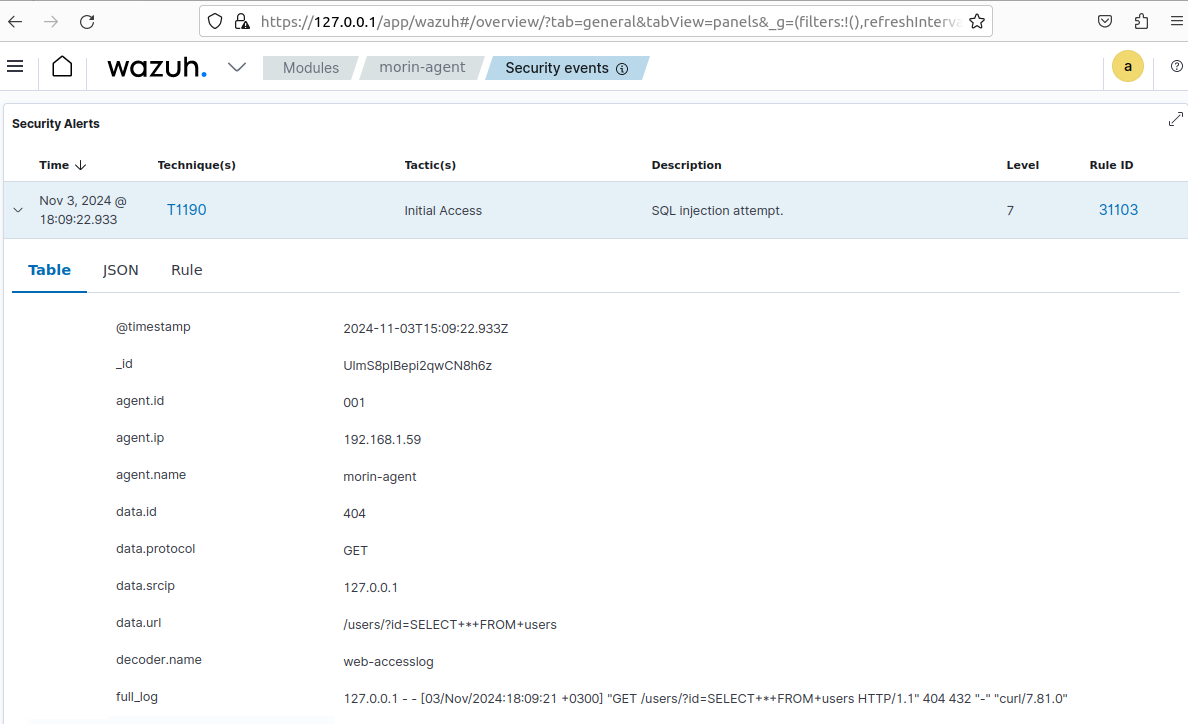 https://127.0.0.1/app/wazuh#/overview/?tab=general&tabView=panels&_g=(filters:!(),refreshInterva
wazuh. Modules morin-agent Security events a
Security Alerts
Time Technique(s) Tactic(s) Description Level Rule ID
Nov 3, 2024 @
18:09:22.933 T1190 Initial Access SQL injection attempt. 7 31103
Table JSON Rule
@timestamp 2024-11-03T15:09:22.933Z
_id UlmS8pIBepi2qwCN8h6z
agent.id 001
agent.ip 192.168.1.59
agent.name morin-agent
data.id 404
data.protocol GET
data.srcip 127.0.0.1
data.url /users/?id=SELECT+*+FROM+users
decoder.name web-accesslog
full_log 127.0.0.1 - - [03/Nov/2024:18:09:21 +0300] "GET /users/?id=SELECT+*+FROM+users HTTP/1.1" 404 432 "-" "curl/7.81.0"